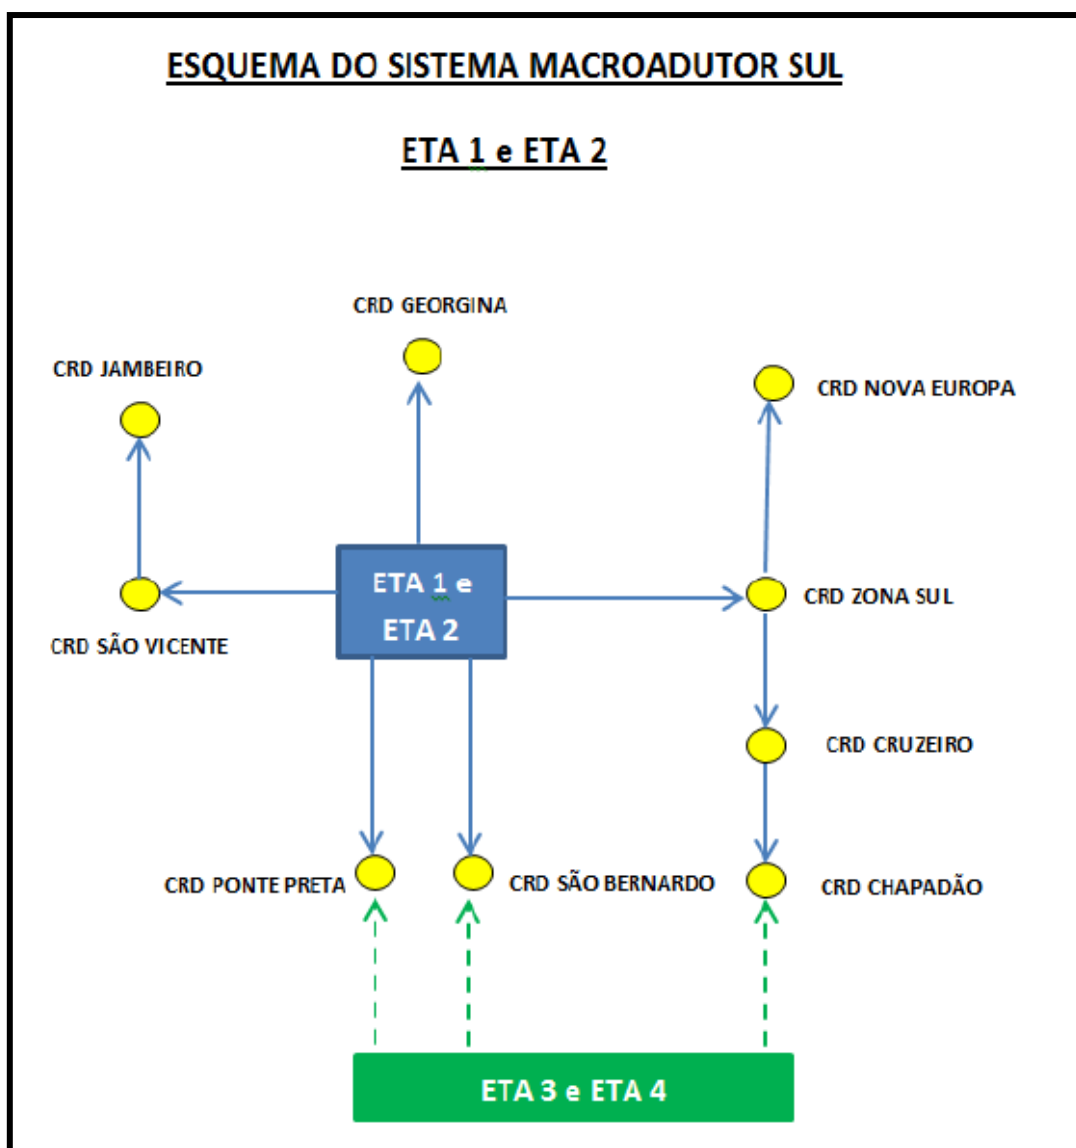 ESQUEMA DO SISTEMA MACROADUTOR SUL
ETA 1 e ETA 2
CRD GEORGINA
CRD JAMBEIRO
CRD NOVA EUROPA
ETA 1 e
ETA 2
CRD ZONA SUL
CRD SÂO VICENTE
CRD CRUZEIRO
CRD PONTE PRETA
CRD SÃO BERNARDO
CRD CHAPADÃO
ETA 3 e ETA 4